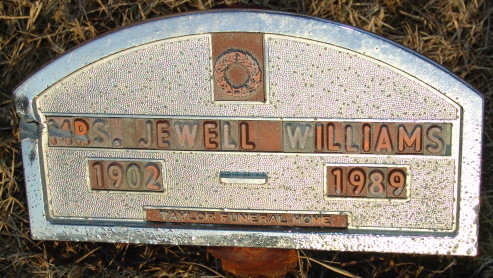 MRS. JEWELL WILLIAMS
1902 1989
TAYLOR FUNERAL HOME